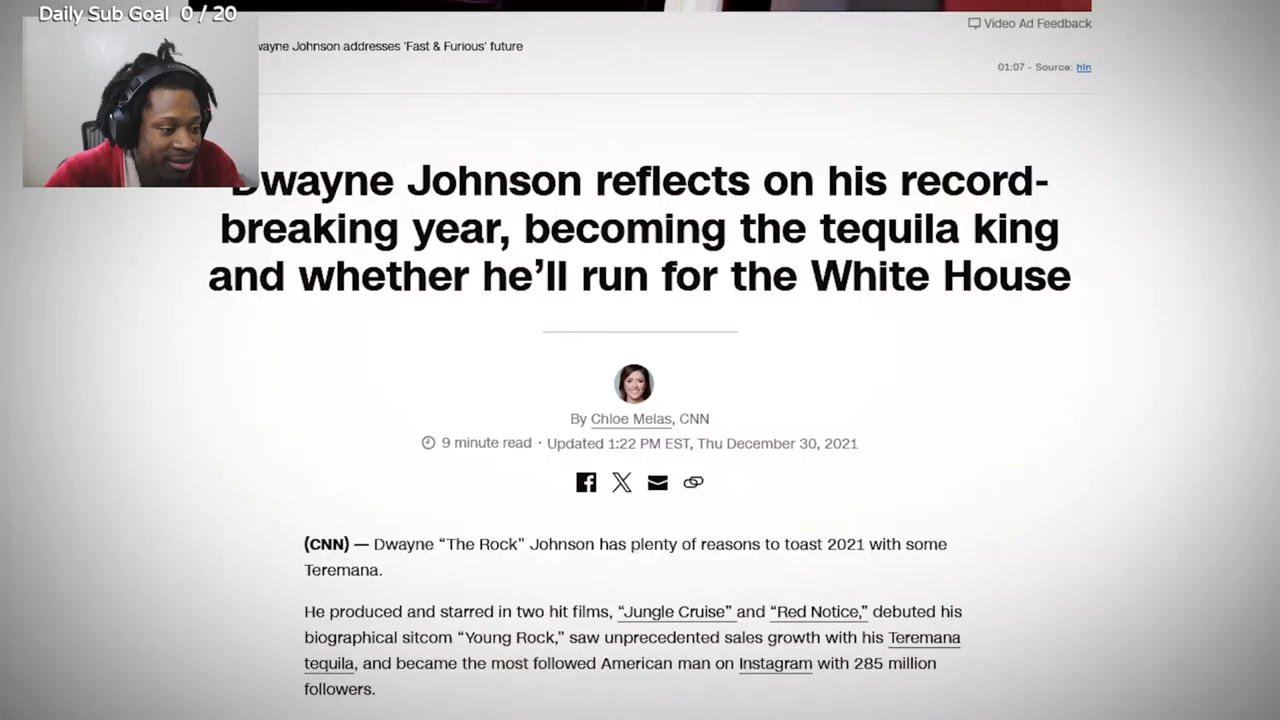 Daily Sub Goal 0 / 20
Video Ad Feedback
wayne Johnson addresses 'Fast & Furious' future
01:07 - Source: hln
Dwayne Johnson reflects on his record-
breaking year, becoming the tequila king
and whether he’ll run for the White House
By Chloe Melas, CNN
9 minute read · Updated 1:22 PM EST, Thu December 30, 2021
(CNN) — Dwayne “The Rock” Johnson has plenty of reasons to toast 2021 with some
Teremana.
He produced and starred in two hit films, “Jungle Cruise” and “Red Notice,” debuted his
biographical sitcom “Young Rock,” saw unprecedented sales growth with his Teremana
tequila, and became the most followed American man on Instagram with 285 million
followers.